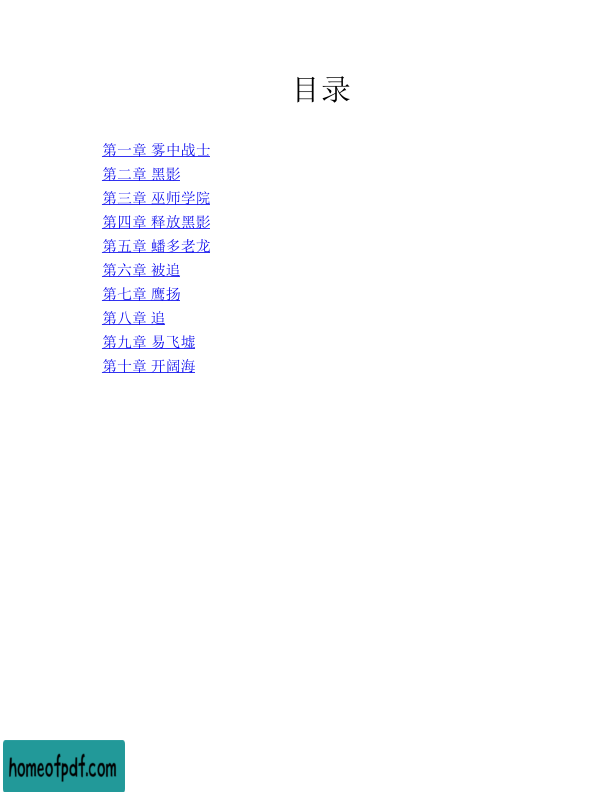 目录
第一章 雾中战士
第二章 黑影
第三章 巫师学院
第四章 释放黑影
第五章 蟠多老龙
第六章 被追
第七章 鹰扬
第八章 追
第九章 易飞墟
第十章 开阔海
homeofpdf.com